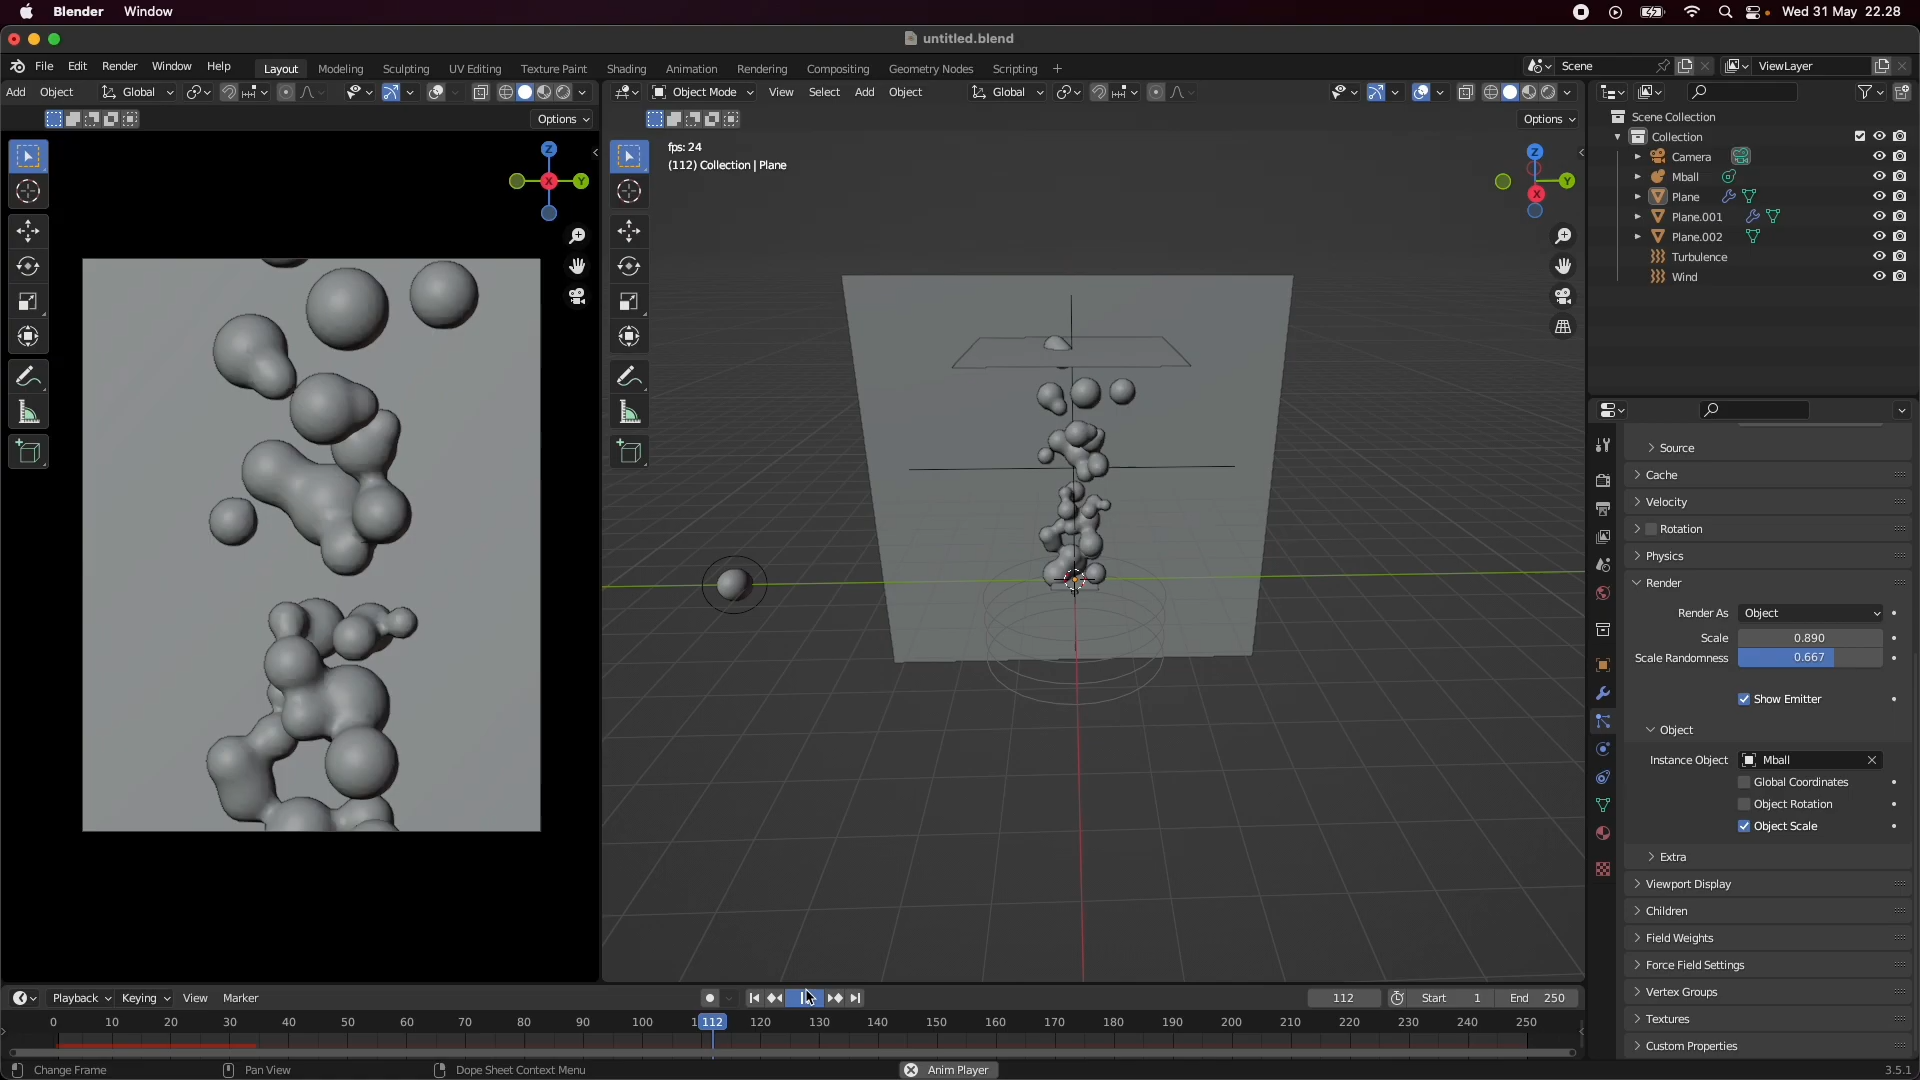 Blender Window Wed 31 May 22.28
untitled.blend
File Edit Render Window Help Layout Modeling Sculpting UV Editing Texture Paint Shading Animation Rendering Compositing Geometry Nodes Scripting + Scene ViewLayer
Add Object Global Object Mode View Select Add Object Global
Options Options
Scene Collection
Collection
Camera
Mball
Plane
Plane.001
Plane.002
Turbulence
Wind
Z
X
Y
fps: 24
(112) Collection | Plane
Z
X
Y
Source
Cache
Velocity
Rotation
Physics
Render
Render As Object
Scale 0.890
Scale Randomness 0.667
Show Emitter
Object
Instance Object Mball
Global Coordinates
Object Rotation
Object Scale
Extra
Viewport Display
Children
Field Weights
Force Field Settings
Vertex Groups
Textures
Custom Properties
Playback Keying View Marker 112 Start 1 End 250
0 10 20 30 40 50 60 70 80 90 100 1 112 120 130 140 150 160 170 180 190 200 210 220 230 240 250
Change Frame Pan View Dope Sheet Context Menu Anim Player 3.5.1